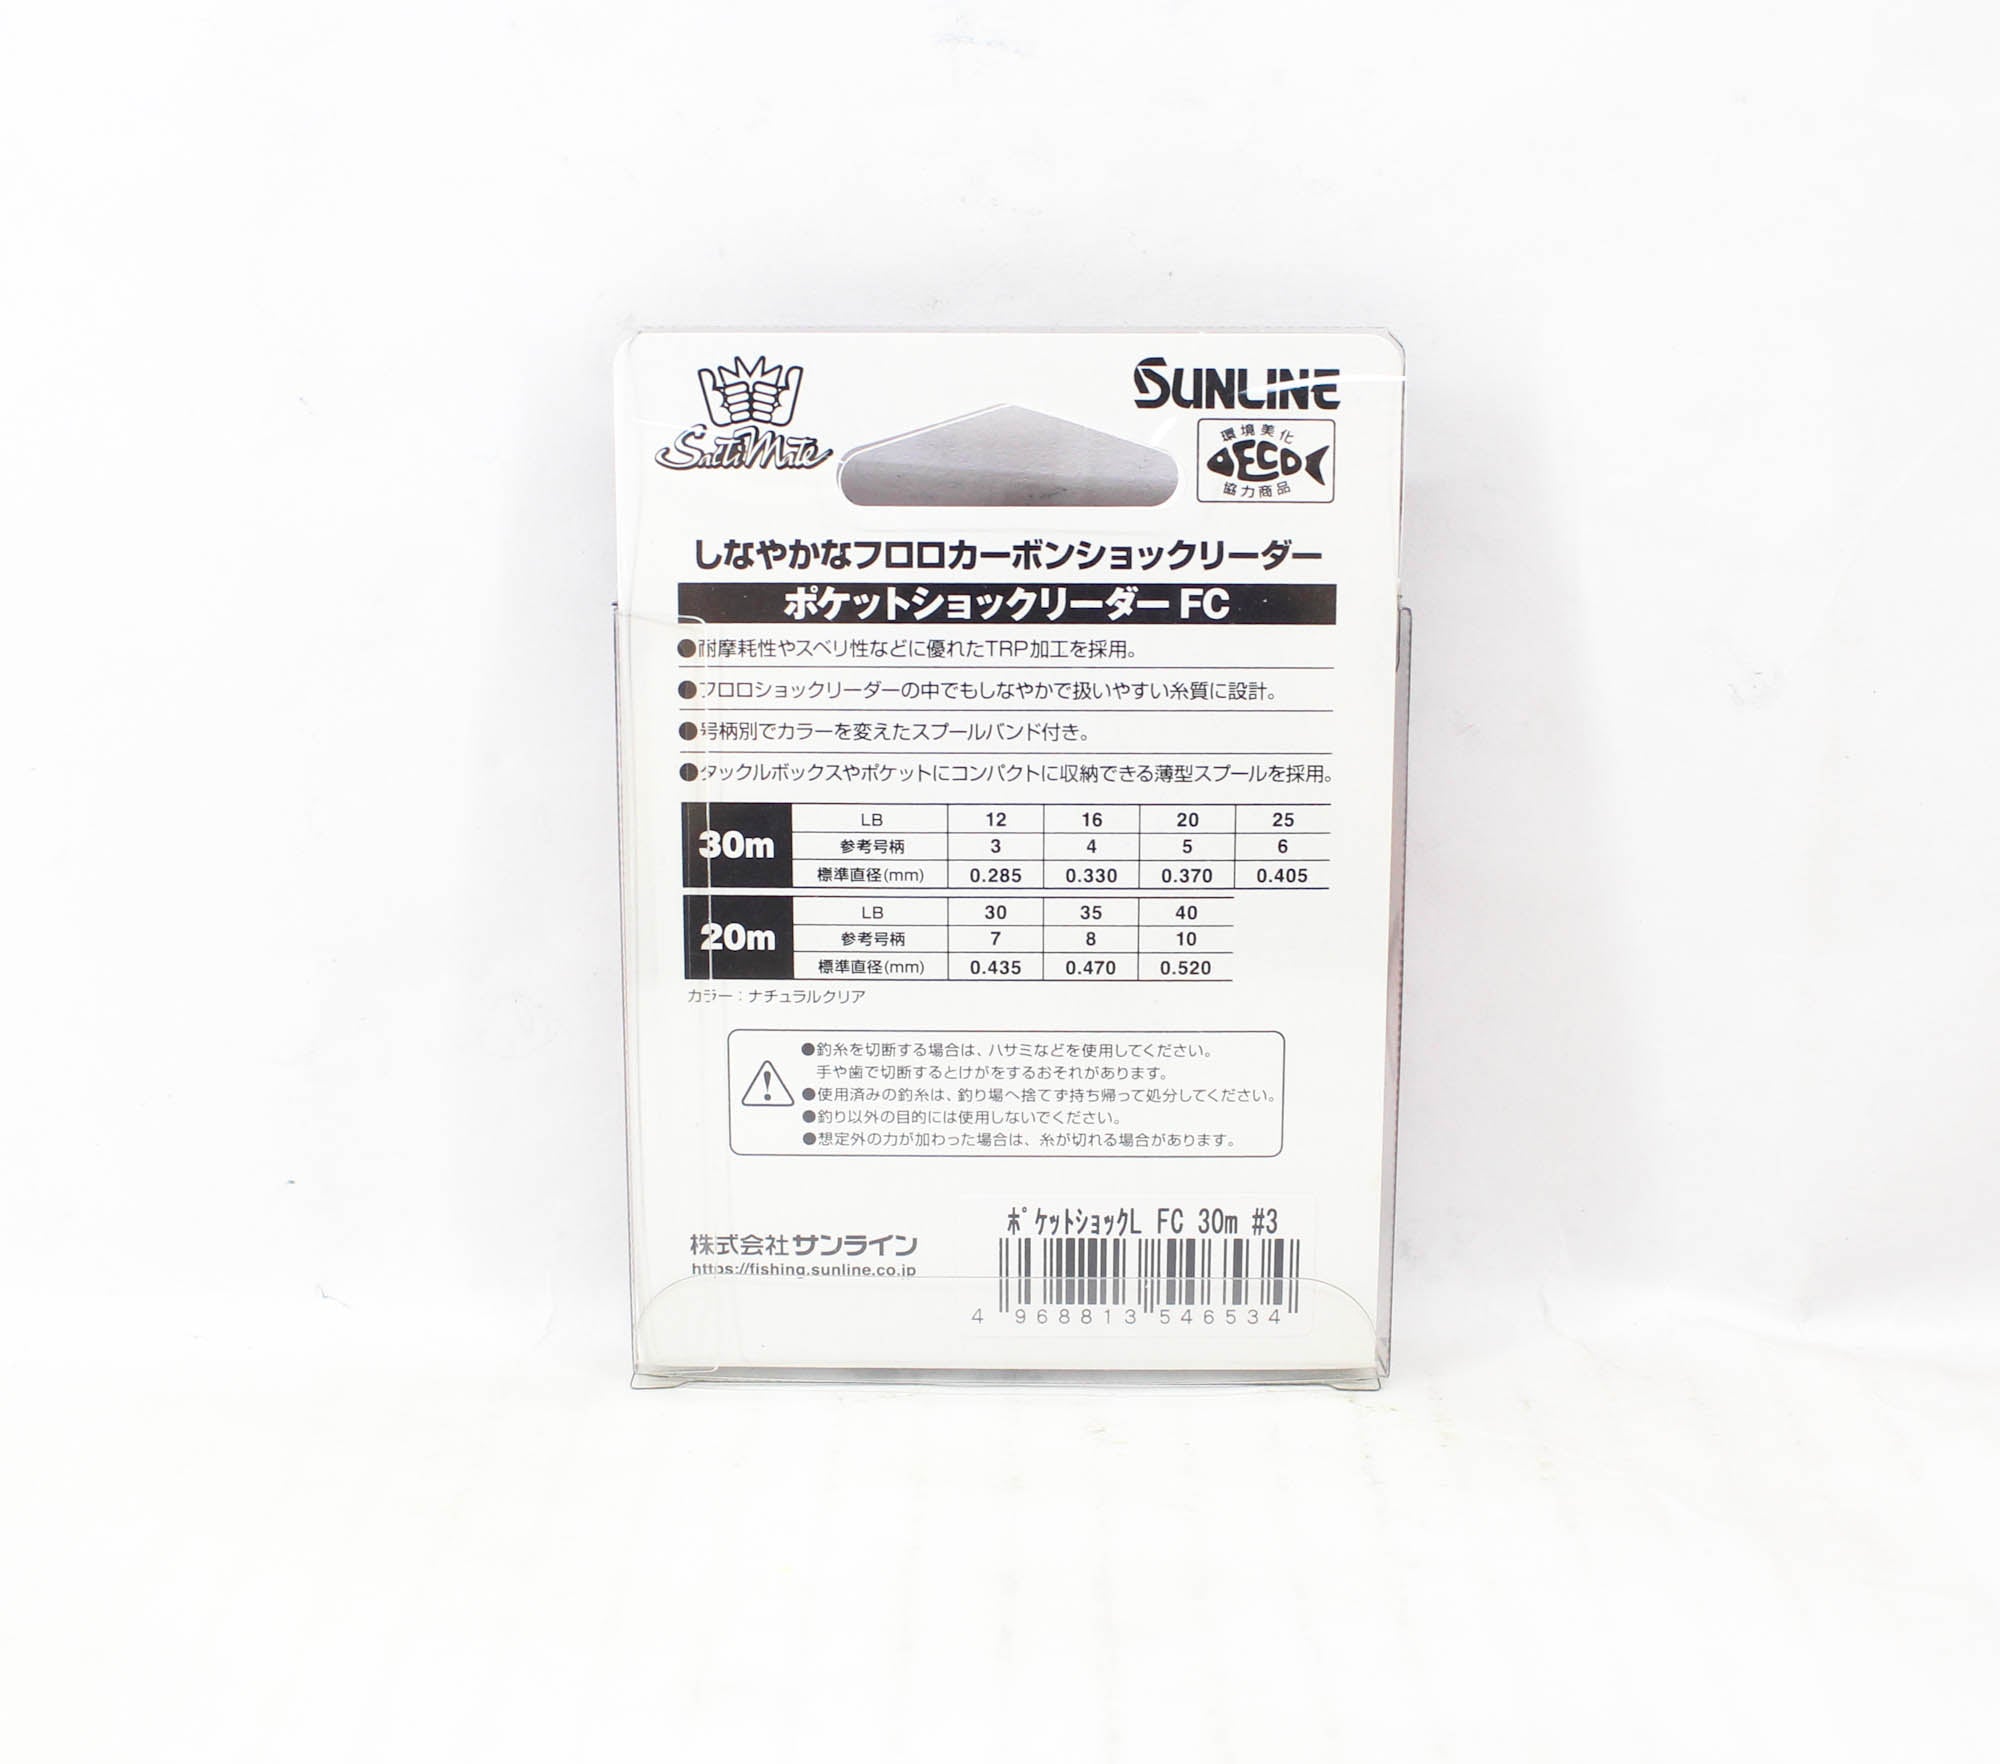 SaltiMate
SUNLINE
環境美化
ECO
協力商品
しなやかなフロロカーボンショックリーダー
ポケットショックリーダー FC
●耐摩耗性やスベリ性などに優れたTRP加工を採用。
●フロロショックリーダーの中でもしなやかで扱いやすい糸質に設計。
●号柄別でカラーを変えたスプールバンド付き。
●タックルボックスやポケットにコンパクトに収納できる薄型スプールを採用。
30m
LB 12 16 20 25
参考号柄 3 4 5 6
標準直径(mm) 0.285 0.330 0.370 0.405
20m
LB 30 35 40
参考号柄 7 8 10
標準直径(mm) 0.435 0.470 0.520
カラー:ナチュラルクリア
●釣糸を切断する場合は、ハサミなどを使用してください。
手や歯で切断するとけがをするおそれがあります。
●使用済みの釣糸は、釣り場へ捨てず持ち帰って処分してください。
●釣り以外の目的には使用しないでください。
●想定外の力が加わった場合は、糸が切れる場合があります。
株式会社サンライン
https://fishing.sunline.co.jp
ﾎﾟｹｯﾄｼｮｯｸL FC 30m #3
4 968813 546534